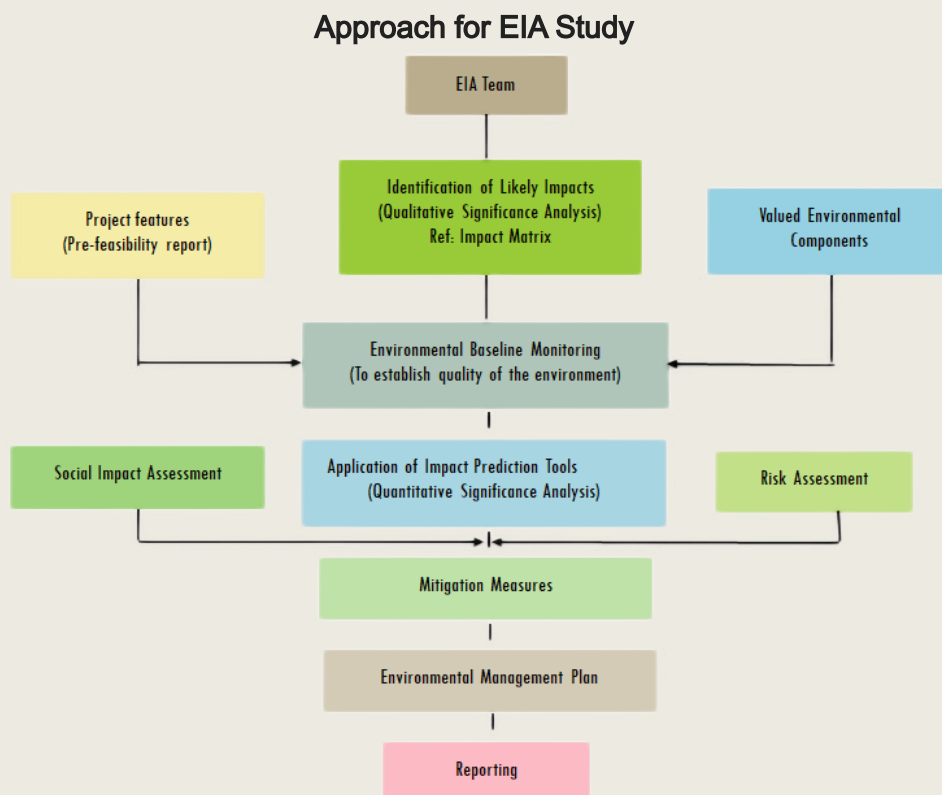 Approach for EIA Study
EIA Team
Identification of Likely Impacts
(Qualitative Significance Analysis)
Ref: Impact Matrix
Project features
(Pre-feasibility report)
Valued Environmental
Components
Environmental Baseline Monitoring
(To establish quality of the environment)
Social Impact Assessment
Application of Impact Prediction Tools
(Quantitative Significance Analysis)
Risk Assessment
Mitigation Measures
Environmental Management Plan
Reporting